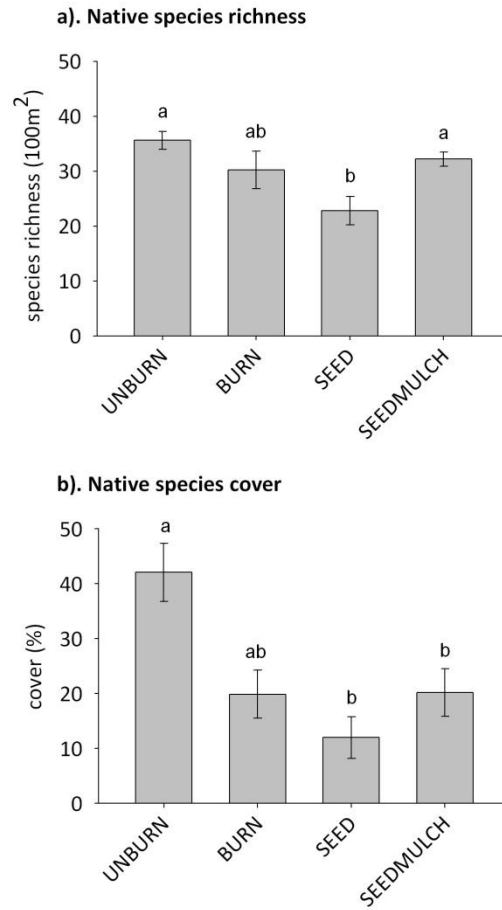 a). Native species richness
species richness (100m²)
50
40
30
20
10
0
a
ab
b
a
UNBURN
BURN
SEED
SEEDMULCH
b). Native species cover
cover (%)
50
40
30
20
10
0
a
ab
b
b
UNBURN
BURN
SEED
SEEDMULCH